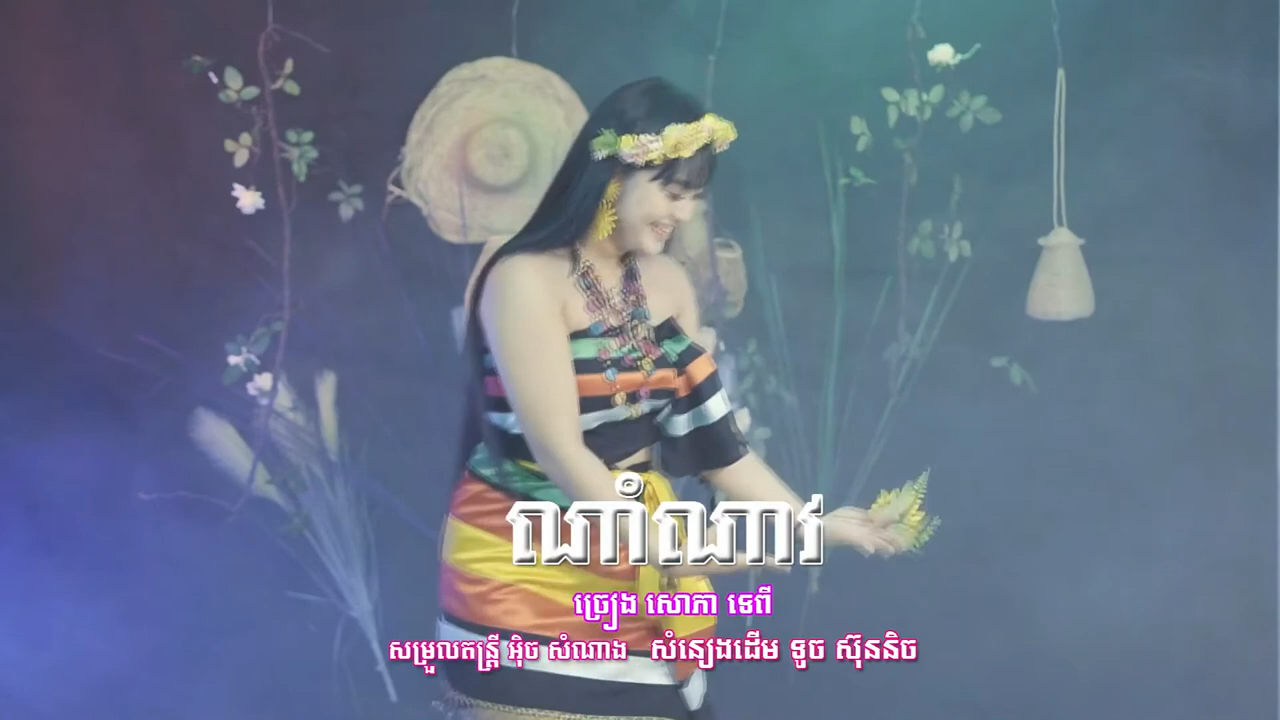 ណាំណាវ
ច្រៀង សោភា ទេពី
សម្រួលតន្ត្រី អ៊ិច សំណាង សំនៀងដើម ទូច ស៊ុននិច